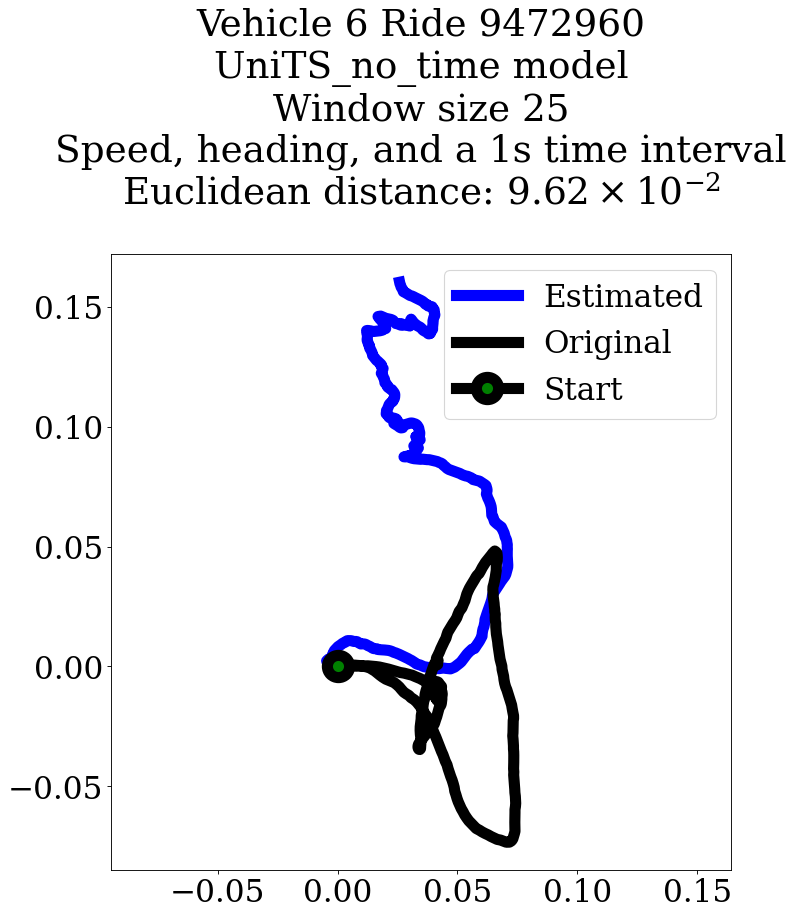 Vehicle 6 Ride 9472960
UniTS_no_time model
Window size 25
Speed, heading, and a 1s time interval
Euclidean distance: 9.62 × 10⁻²
Estimated
Original
Start
0.15
0.10
0.05
0.00
−0.05
−0.05 0.00 0.05 0.10 0.15